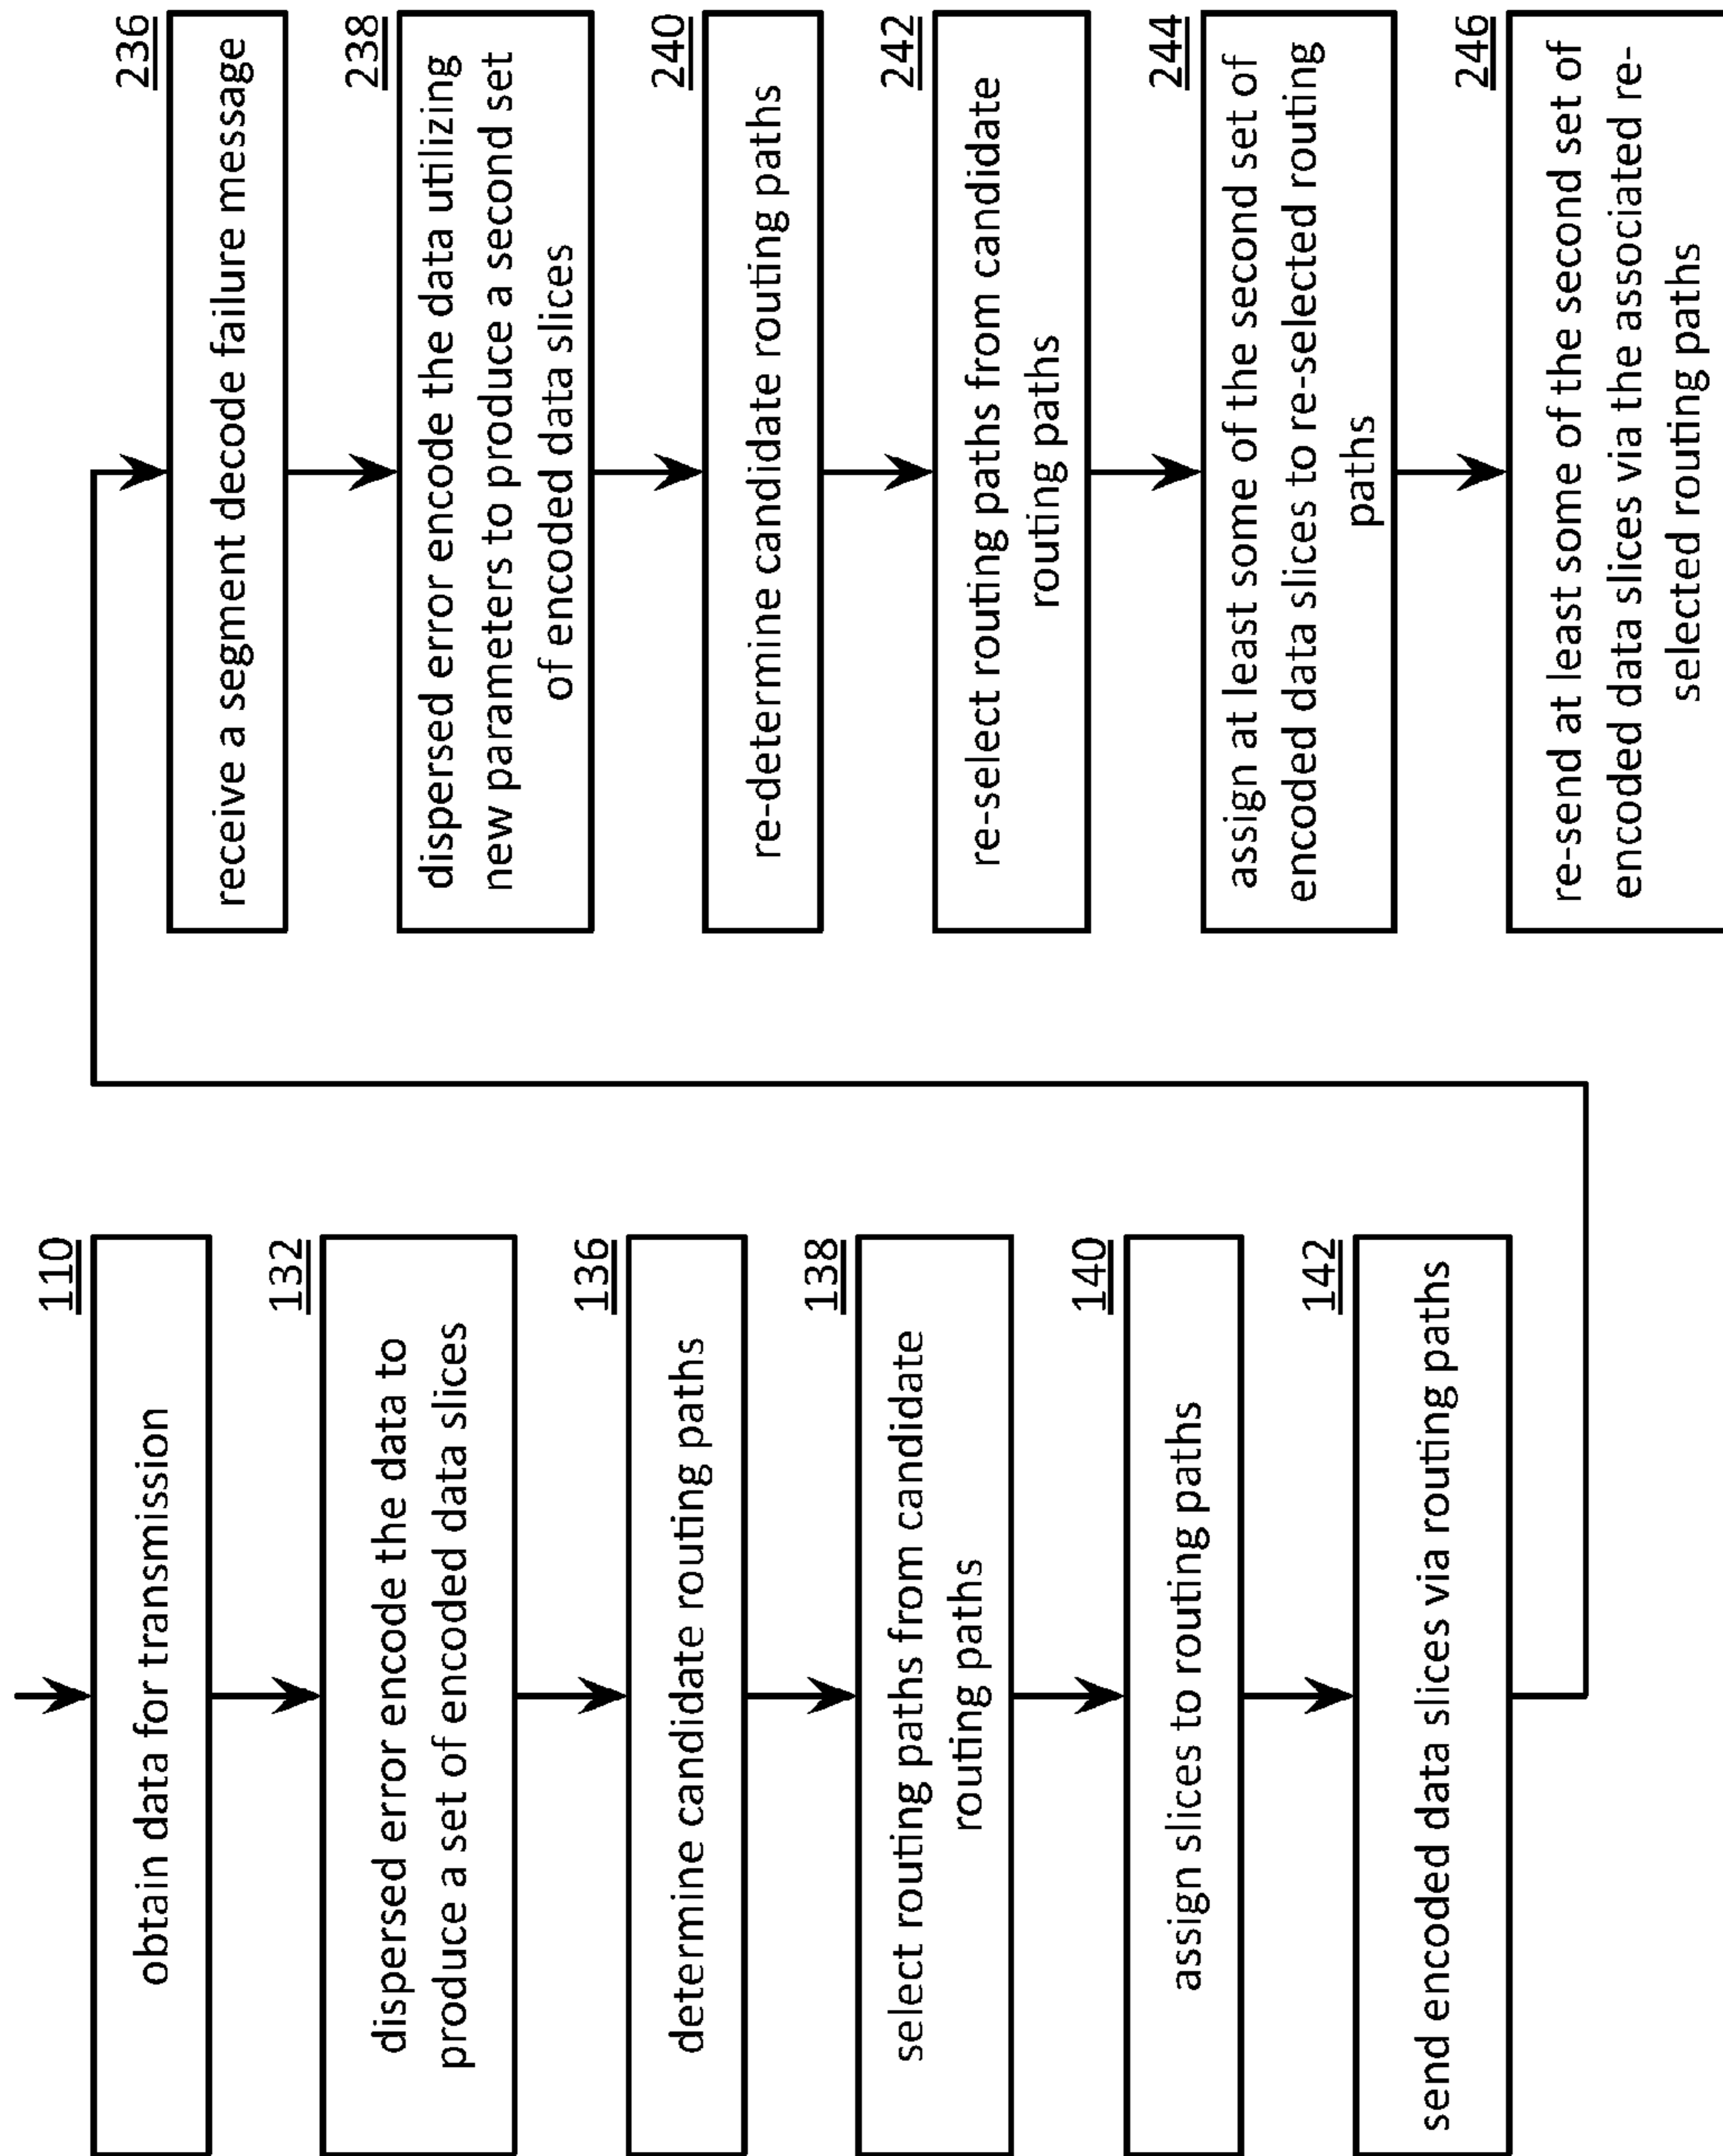 110
obtain data for transmission
132
dispersed error encode the data to
produce a set of encoded data slices
136
determine candidate routing paths
138
select routing paths from candidate
routing paths
140
assign slices to routing paths
142
send encoded data slices via routing paths
236
receive a segment decode failure message
238
dispersed error encode the data utilizing
new parameters to produce a second set
of encoded data slices
240
re-determine candidate routing paths
242
re-select routing paths from candidate
routing paths
244
assign at least some of the second set of
encoded data slices to re-selected routing
paths
246
re-send at least some of the second set of
encoded data slices via the associated re-
selected routing paths